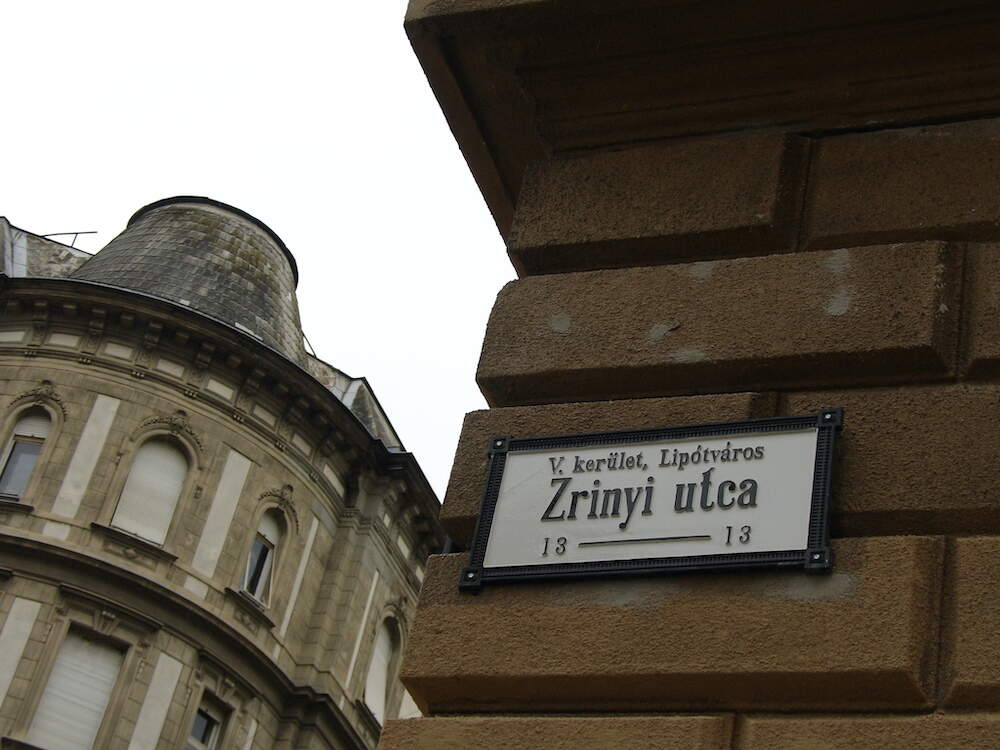 V. kerület, Lipótváros
Zrinyi utca
13 — 13